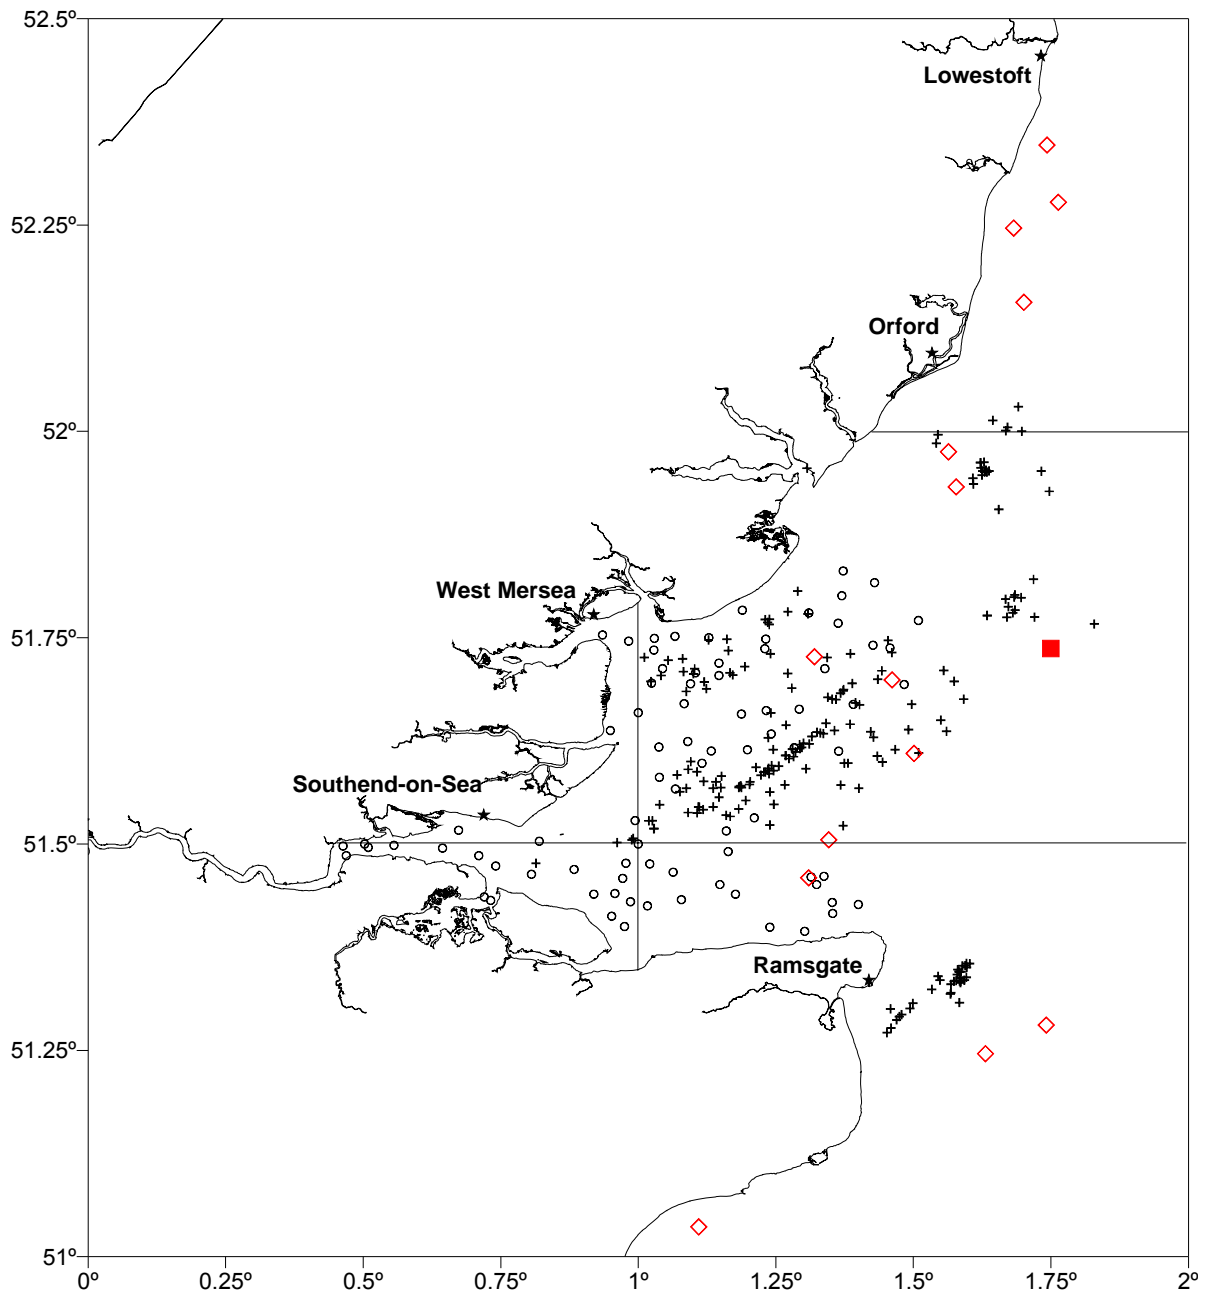 52.5º
Lowestoft
52.25º
Orford
52º
West Mersea
51.75º
Southend-on-Sea
51.5º
Ramsgate
51.25º
51º
0º 0.25º 0.5º 0.75º 1º 1.25º 1.5º 1.75º 2º